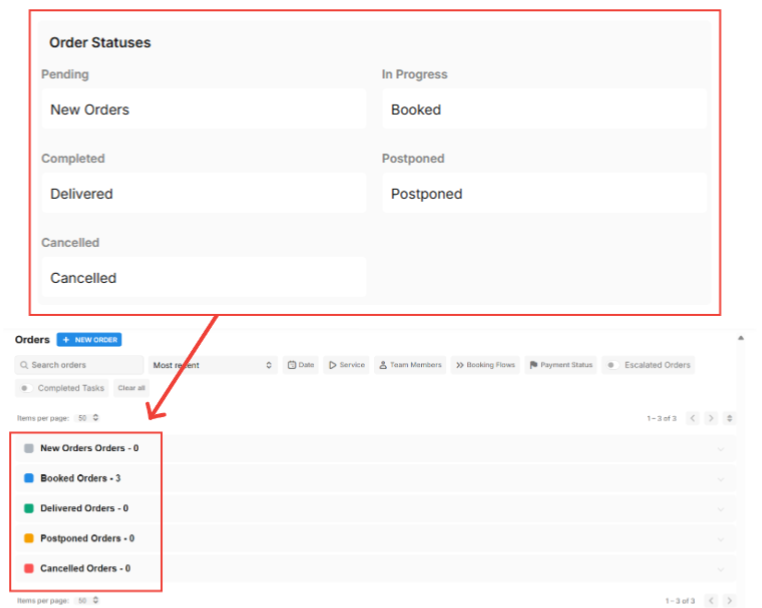 Order Statuses
Pending
In Progress
New Orders
Booked
Completed
Postponed
Delivered
Postponed
Cancelled
Cancelled
Orders + NEW ORDER
Search orders Most recent Date Service Team Members Booking Flows Payment Status Escalated Orders
Completed Tasks Clear all
Items per page: 50 1 – 3 of 3
New Orders Orders - 0
Booked Orders - 3
Delivered Orders - 0
Postponed Orders - 0
Cancelled Orders - 0
Items per page: 50 1 – 3 of 3